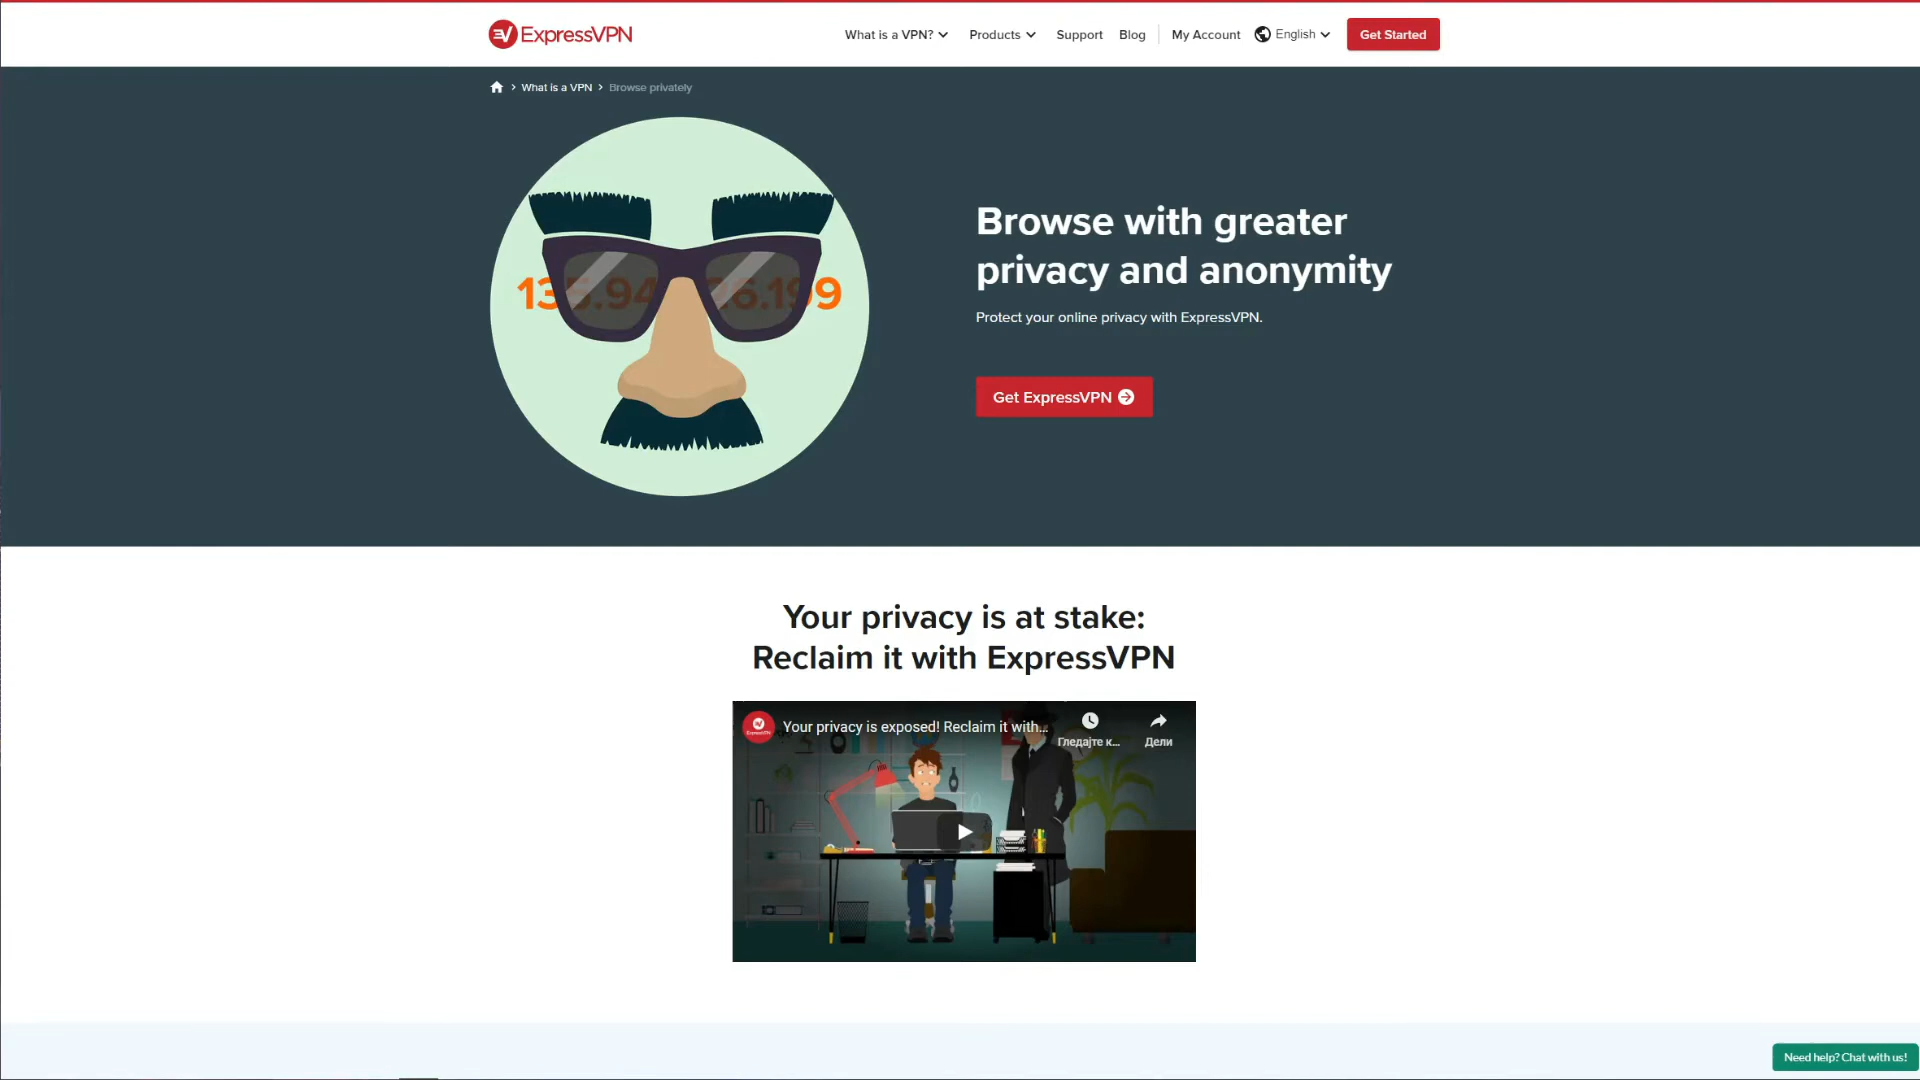 ExpressVPN
What is a VPN?
Products
Support
Blog
My Account
English
Get Started
What is a VPN
Browse privately
Browse with greater
privacy and anonymity
Protect your online privacy with ExpressVPN.
Get ExpressVPN
Your privacy is at stake:
Reclaim it with ExpressVPN
Your privacy is exposed! Reclaim it with...
Гледајте к...
Дели
Need help? Chat with us!